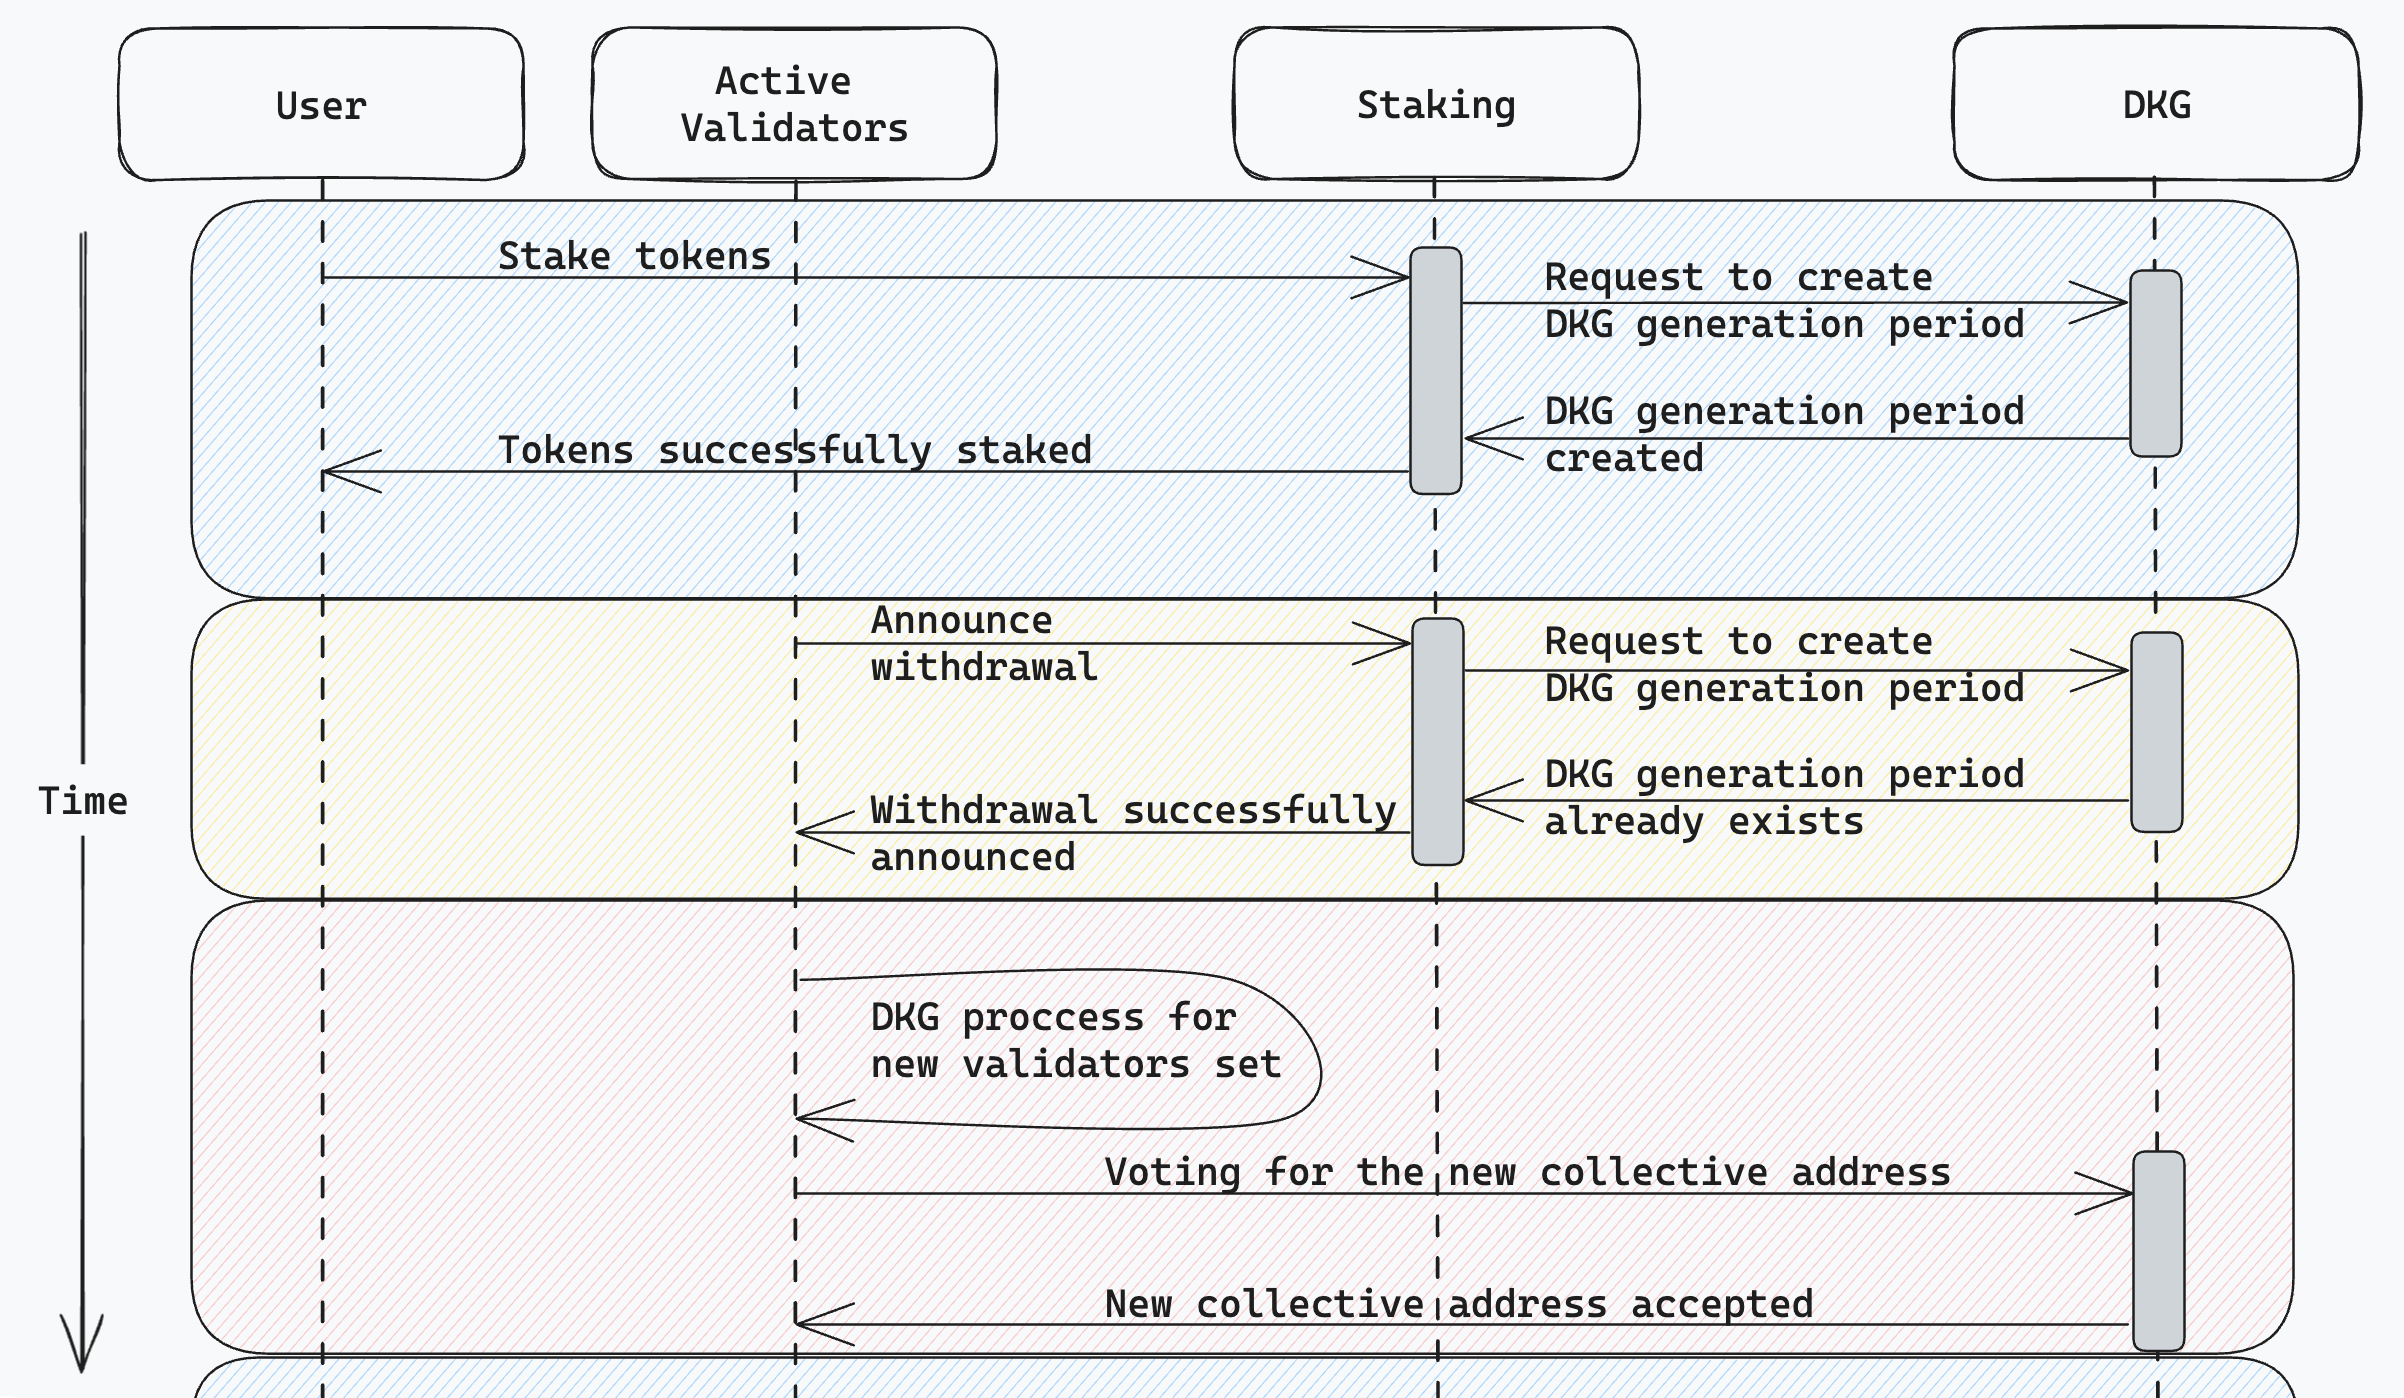 User
Active
Validators
Staking
DKG
Stake tokens
Request to create
DKG generation period
DKG generation period
created
Tokens successfully staked
Announce
withdrawal
Request to create
DKG generation period
Time
DKG generation period
already exists
Withdrawal successfully
announced
DKG proccess for
new validators set
Voting for the new collective address
New collective address accepted